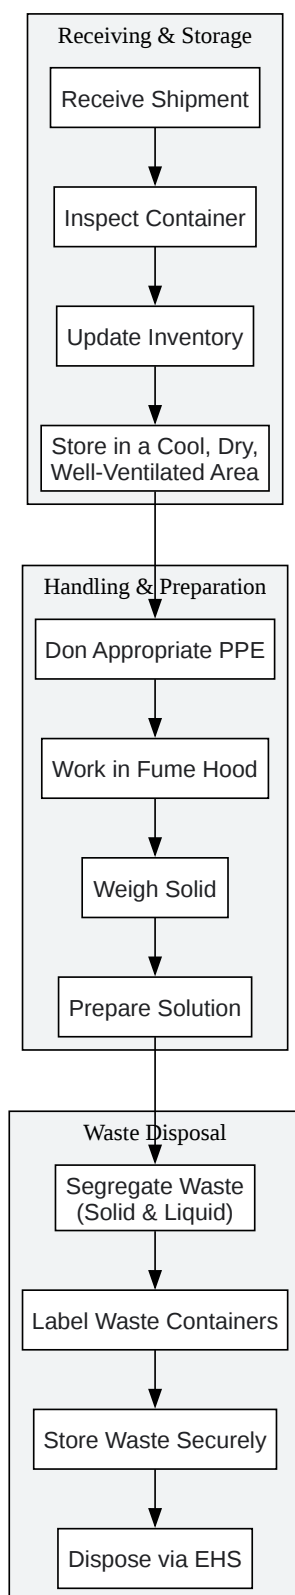 Receiving & Storage
Receive Shipment
Inspect Container
Update Inventory
Store in a Cool, Dry,
Well-Ventilated Area
Handling & Preparation
Don Appropriate PPE
Work in Fume Hood
Weigh Solid
Prepare Solution
Waste Disposal
Segregate Waste
(Solid & Liquid)
Label Waste Containers
Store Waste Securely
Dispose via EHS